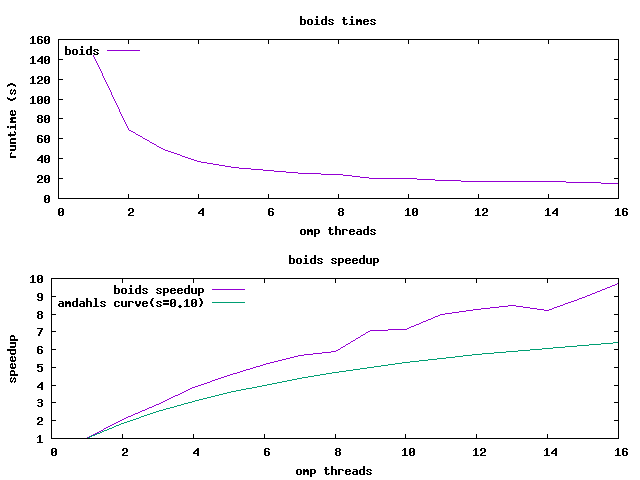 boids times
160
140
120
100
80
60
40
20
0
boids
runtime (s)
0 2 4 6 8 10 12 14 16
omp threads
boids speedup
10
9
8
7
6
5
4
3
2
1
boids speedup
amdahls curve(s=0.10)
speedup
0 2 4 6 8 10 12 14 16
omp threads